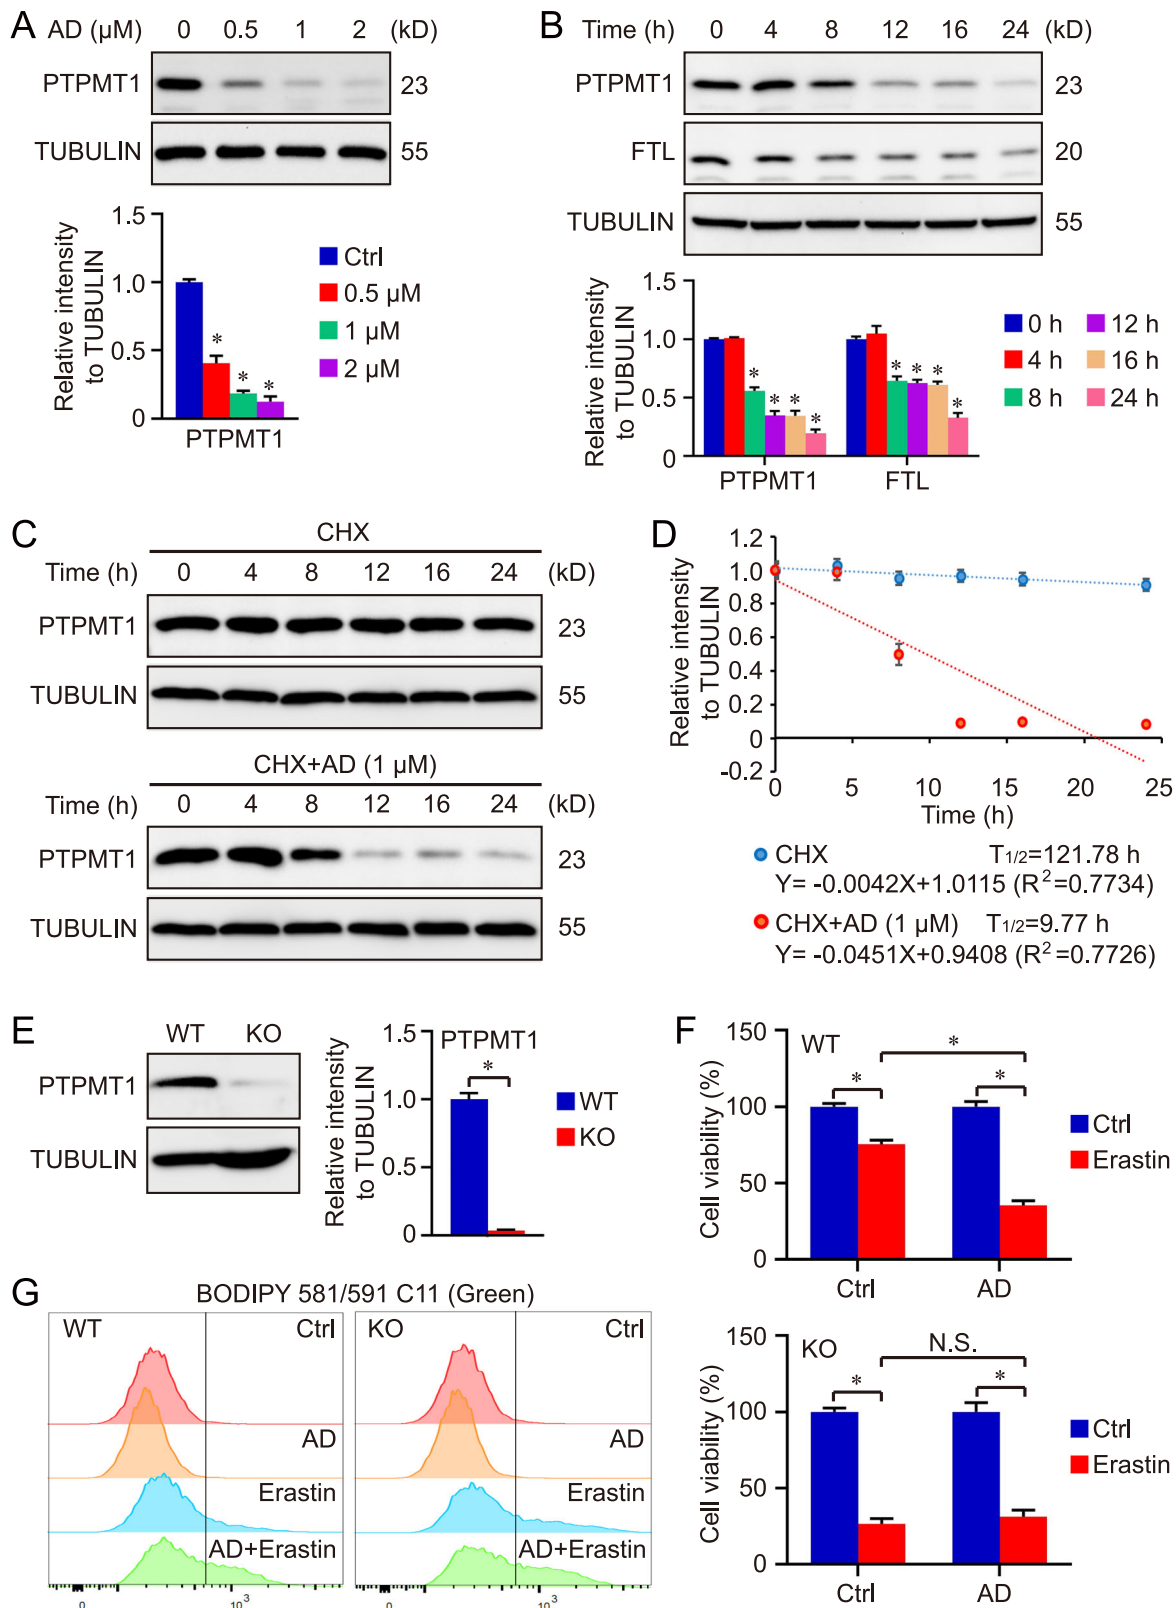 A AD (µM) 0 0.5 1 2 (kD)
PTPMT1 23
TUBULIN 55
Relative intensity
to TUBULIN
1.5
1.0
0.5
0
* * *
PTPMT1
Ctrl
0.5 µM
1 µM
2 µM
B Time (h) 0 4 8 12 16 24 (kD)
PTPMT1 23
FTL 20
TUBULIN 55
Relative intensity
to TUBULIN
1.5
1.0
0.5
0
* * * * * * * *
PTPMT1 FTL
0 h 12 h
4 h 16 h
8 h 24 h
C CHX
Time (h) 0 4 8 12 16 24 (kD)
PTPMT1 23
TUBULIN 55
CHX+AD (1 µM)
Time (h) 0 4 8 12 16 24 (kD)
PTPMT1 23
TUBULIN 55
D
Relative intensity
to TUBULIN
1.2
1.0
0.8
0.6
0.4
0.2
0
-0.2
0 5 10 15 20 25
Time (h)
CHX T1/2=121.78 h
Y= -0.0042X+1.0115 (R²=0.7734)
CHX+AD (1 µM) T1/2=9.77 h
Y= -0.0451X+0.9408 (R²=0.7726)
E WT KO
PTPMT1
TUBULIN
Relative intensity
to TUBULIN
1.5
1.0
0.5
0
PTPMT1
*
WT
KO
F
Cell viability (%)
150
100
50
0
WT
* * *
Ctrl AD
Ctrl
Erastin
Cell viability (%)
150
100
50
0
KO
N.S.
* *
Ctrl AD
Ctrl
Erastin
G BODIPY 581/591 C11 (Green)
WT Ctrl
AD
Erastin
AD+Erastin
0 10³
KO Ctrl
AD
Erastin
AD+Erastin
0 10³